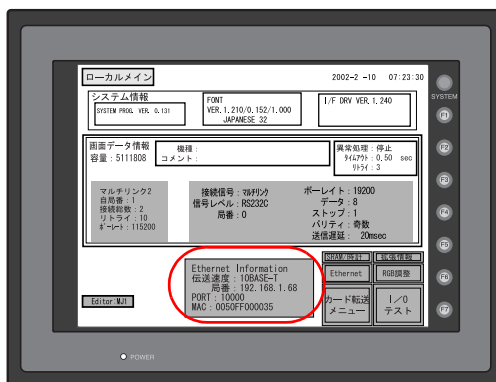 ローカルメイン
2002-2 -10 07:23:30
SYSTEM
システム情報
SYSTEM PROG. VER. 0.131
FONT
VER.1.210/0.152/1.000
JAPANESE 32
I/F DRV VER.1.240
F1
画面データ情報
容量：5111808
機種：
コメント：
異常処理：停止
タイムアウト：0.50 sec
リトライ：3
F2
F3
マルチリンク2
自局番：1
接続総数：2
リトライ：10
ボーレート：115200
接続信号：マルチリンク
信号レベル：RS232C
局番：0
ボーレイト：19200
データ：8
ストップ：1
パリティ：奇数
送信遅延：20msec
F4
F5
Ethernet Information
伝送速度：10BASE-T
局番：192.168.1.68
PORT：10000
MAC：0050FF000035
SRAM/時計
拡張情報
Ethernet
RGB調整
F6
Editor:MJ1
カード転送
メニュー
I/O
テスト
F7
POWER